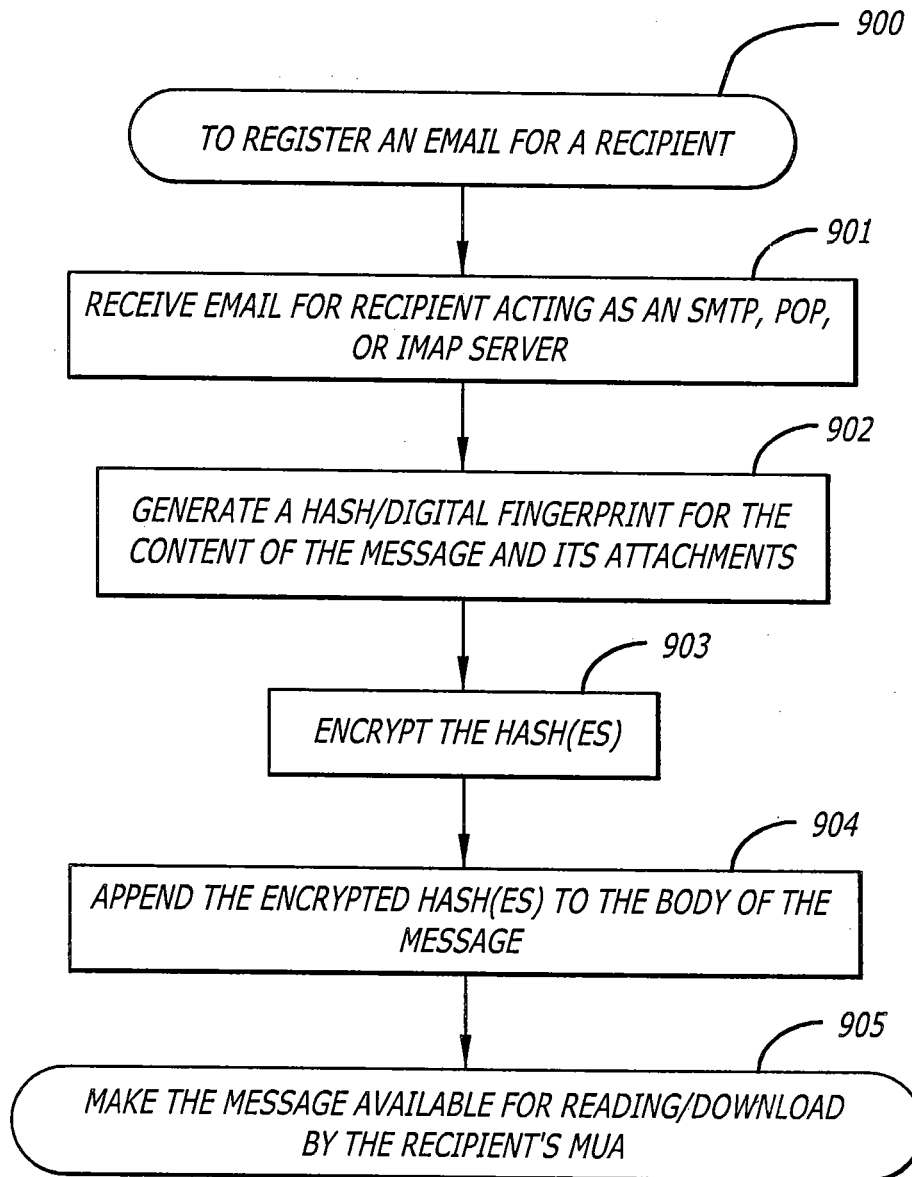 900
TO REGISTER AN EMAIL FOR A RECIPIENT
901
RECEIVE EMAIL FOR RECIPIENT ACTING AS AN SMTP, POP,
OR IMAP SERVER
902
GENERATE A HASH/DIGITAL FINGERPRINT FOR THE
CONTENT OF THE MESSAGE AND ITS ATTACHMENTS
903
ENCRYPT THE HASH(ES)
904
APPEND THE ENCRYPTED HASH(ES) TO THE BODY OF THE
MESSAGE
905
MAKE THE MESSAGE AVAILABLE FOR READING/DOWNLOAD
BY THE RECIPIENT'S MUA